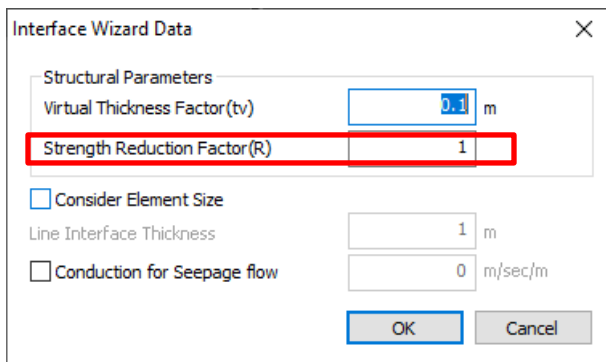 Interface Wizard Data
Structural Parameters
Virtual Thickness Factor(tv) 0.1 m
Strength Reduction Factor(R) 1
Consider Element Size
Line Interface Thickness 1 m
Conduction for Seepage flow 0 m/sec/m
OK Cancel